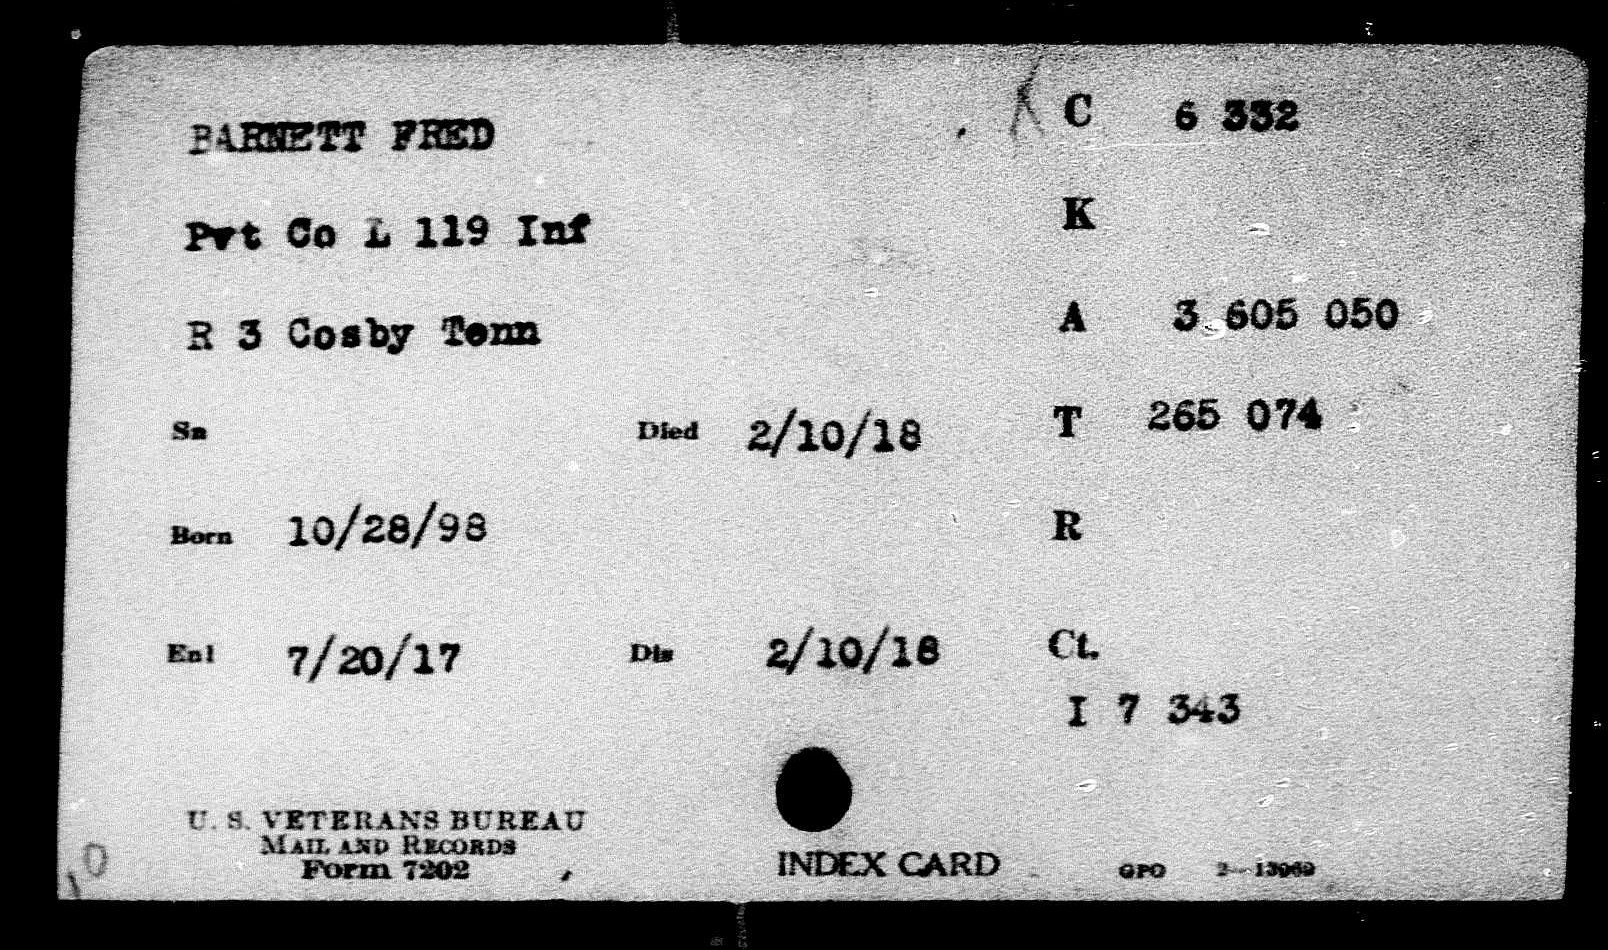 BARNETT FRED
C 6 332
Pvt Co L 119 Inf
K
R 3 Cosby Tenn
A 3 605 050
Sn
Died 2/10/18
T 265 074
Born 10/28/98
R
Enl 7/20/17
Dis 2/10/18
Ct.
I 7 343
U. S. VETERANS BUREAU
MAIL AND RECORDS
Form 7202
INDEX CARD
GPO